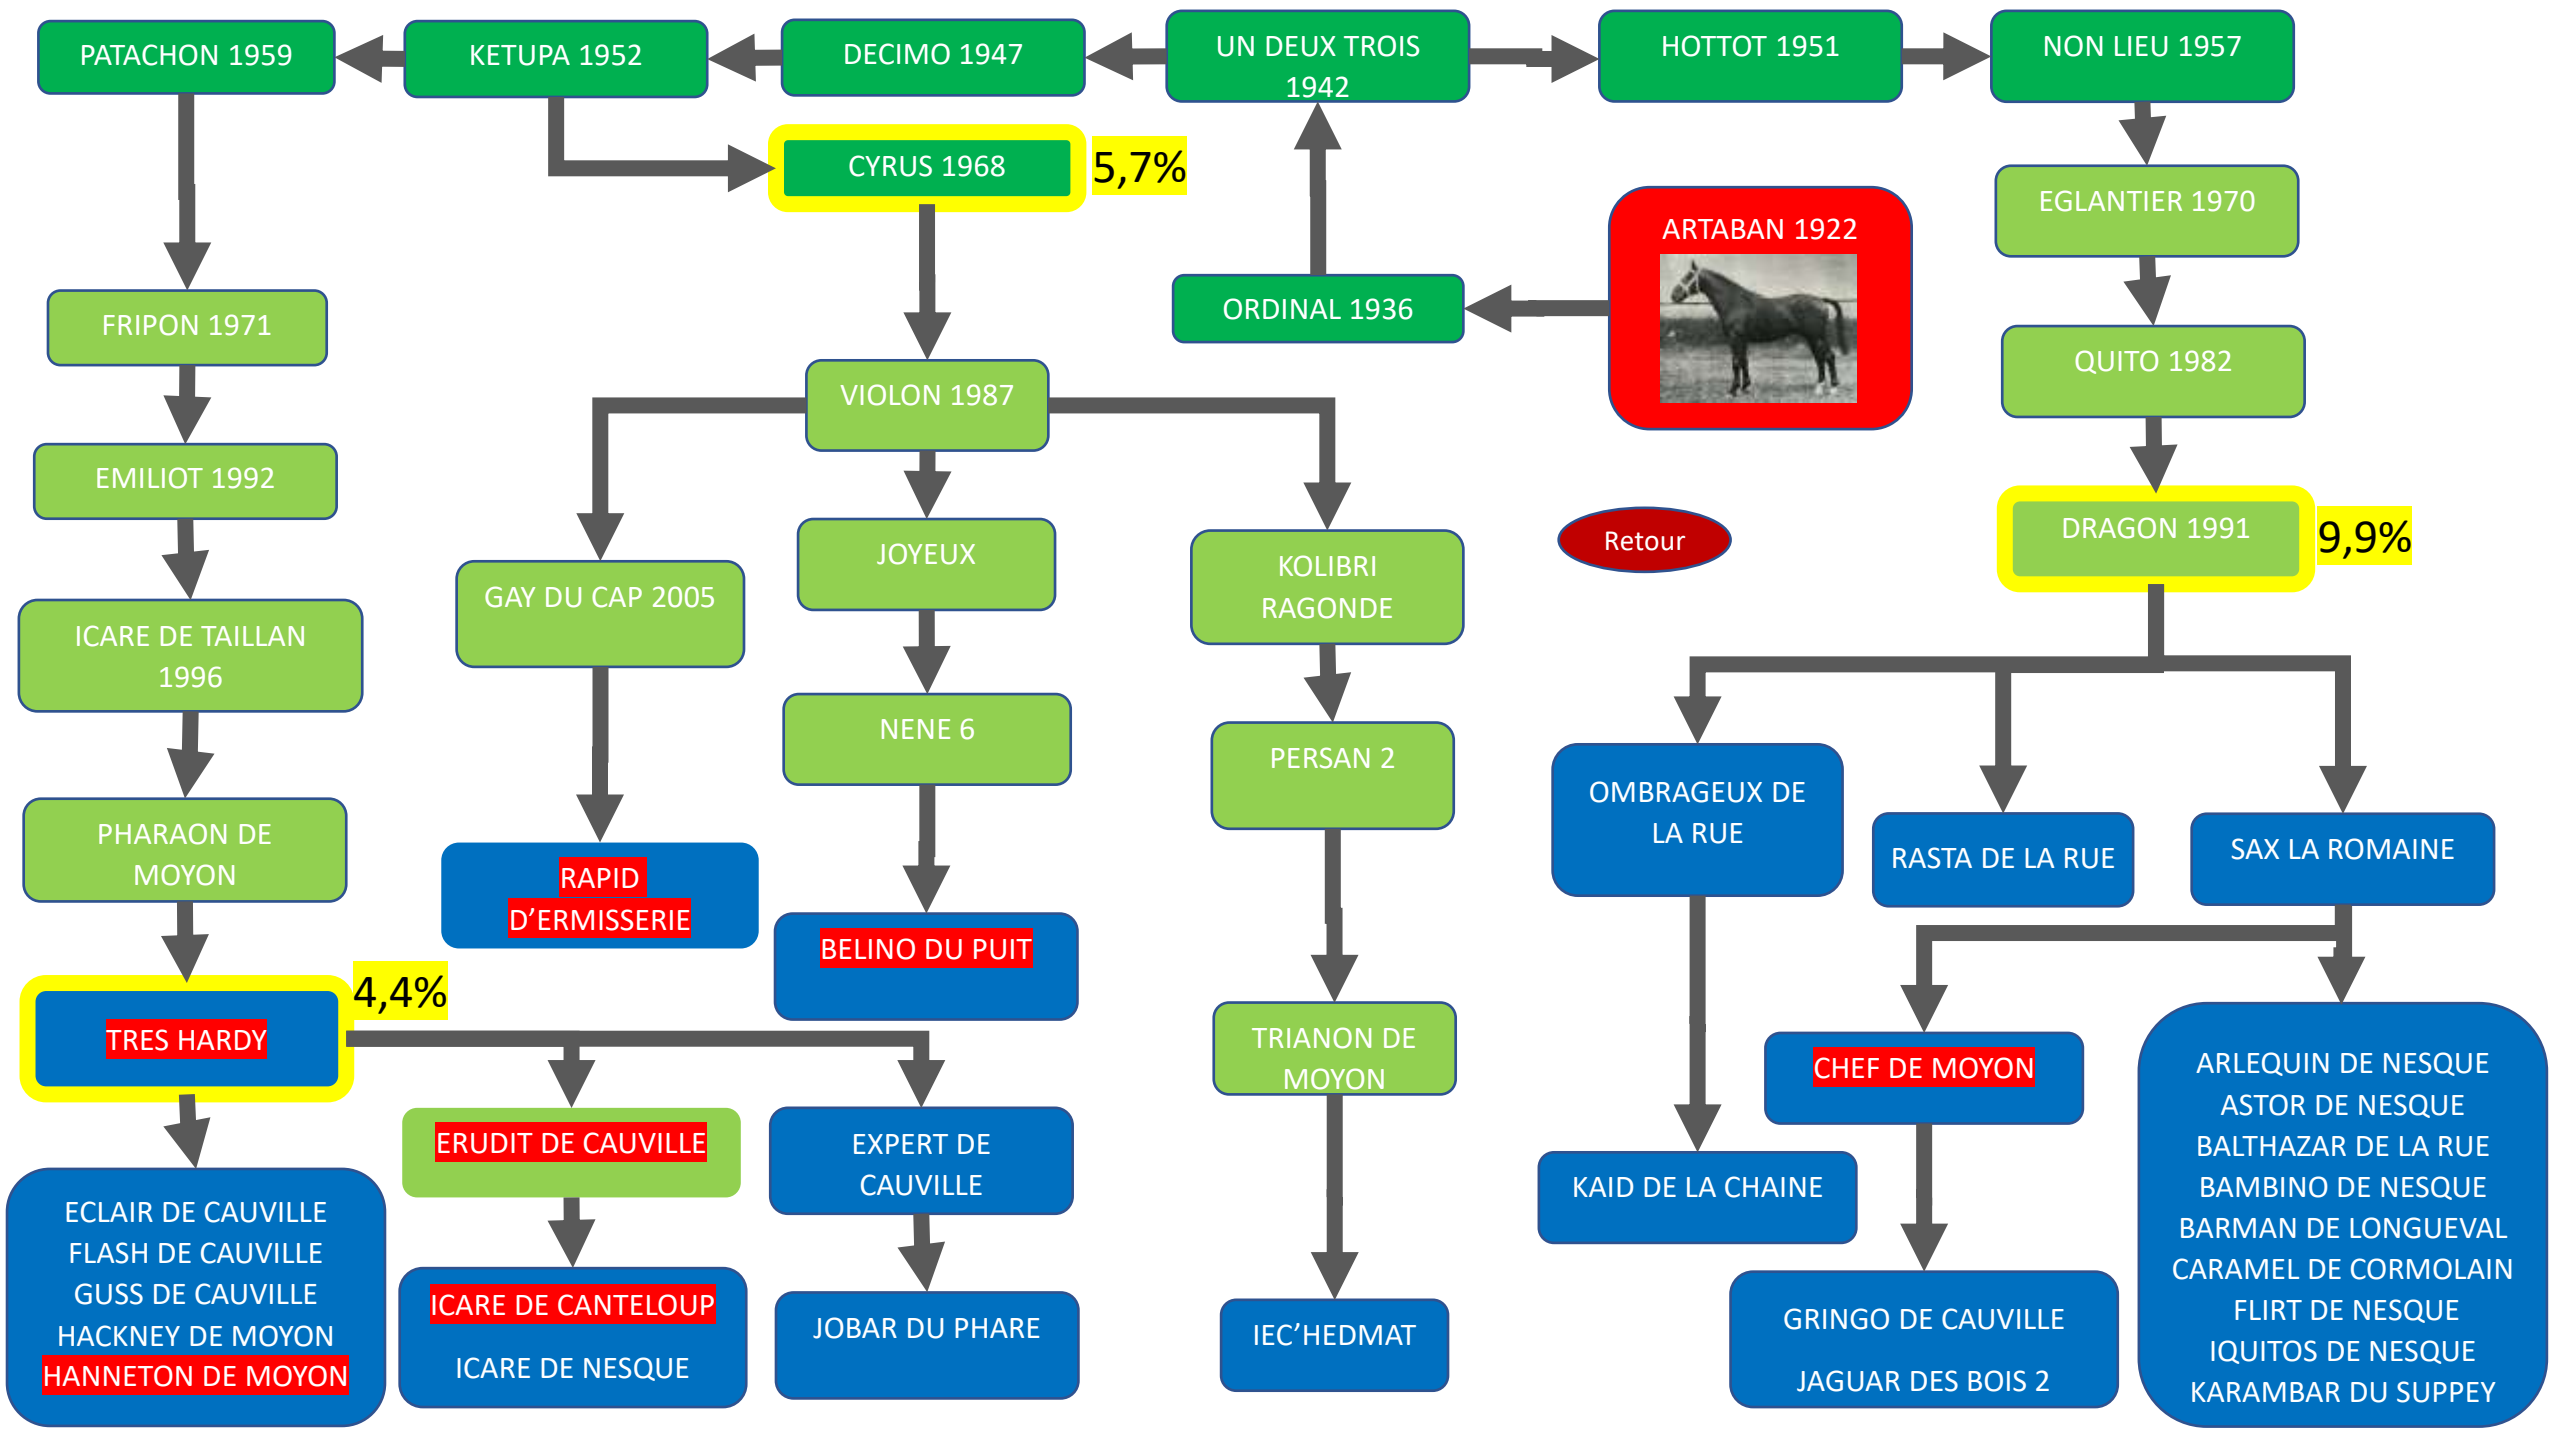 PATACHON 1959
KETUPA 1952
DECIMO 1947
UN DEUX TROIS
1942
HOTTOT 1951
NON LIEU 1957
CYRUS 1968
5,7%
EGLANTIER 1970
ARTABAN 1922
ORDINAL 1936
FRIPON 1971
QUITO 1982
VIOLON 1987
EMILIOT 1992
DRAGON 1991
9,9%
Retour
JOYEUX
KOLIBRI
RAGONDE
GAY DU CAP 2005
ICARE DE TAILLAN
1996
NENE 6
PERSAN 2
OMBRAGEUX DE
LA RUE
RASTA DE LA RUE
SAX LA ROMAINE
PHARAON DE
MOYON
RAPID
D’ERMISSERIE
BELINO DU PUIT
4,4%
TRES HARDY
TRIANON DE
MOYON
CHEF DE MOYON
ERUDIT DE CAUVILLE
EXPERT DE
CAUVILLE
KAID DE LA CHAINE
ARLEQUIN DE NESQUE
ASTOR DE NESQUE
BALTHAZAR DE LA RUE
BAMBINO DE NESQUE
BARMAN DE LONGUEVAL
CARAMEL DE CORMOLAIN
FLIRT DE NESQUE
IQUITOS DE NESQUE
KARAMBAR DU SUPPEY
ECLAIR DE CAUVILLE
FLASH DE CAUVILLE
GUSS DE CAUVILLE
HACKNEY DE MOYON
HANNETON DE MOYON
ICARE DE CANTELOUP
ICARE DE NESQUE
JOBAR DU PHARE
IEC’HEDMAT
GRINGO DE CAUVILLE
JAGUAR DES BOIS 2